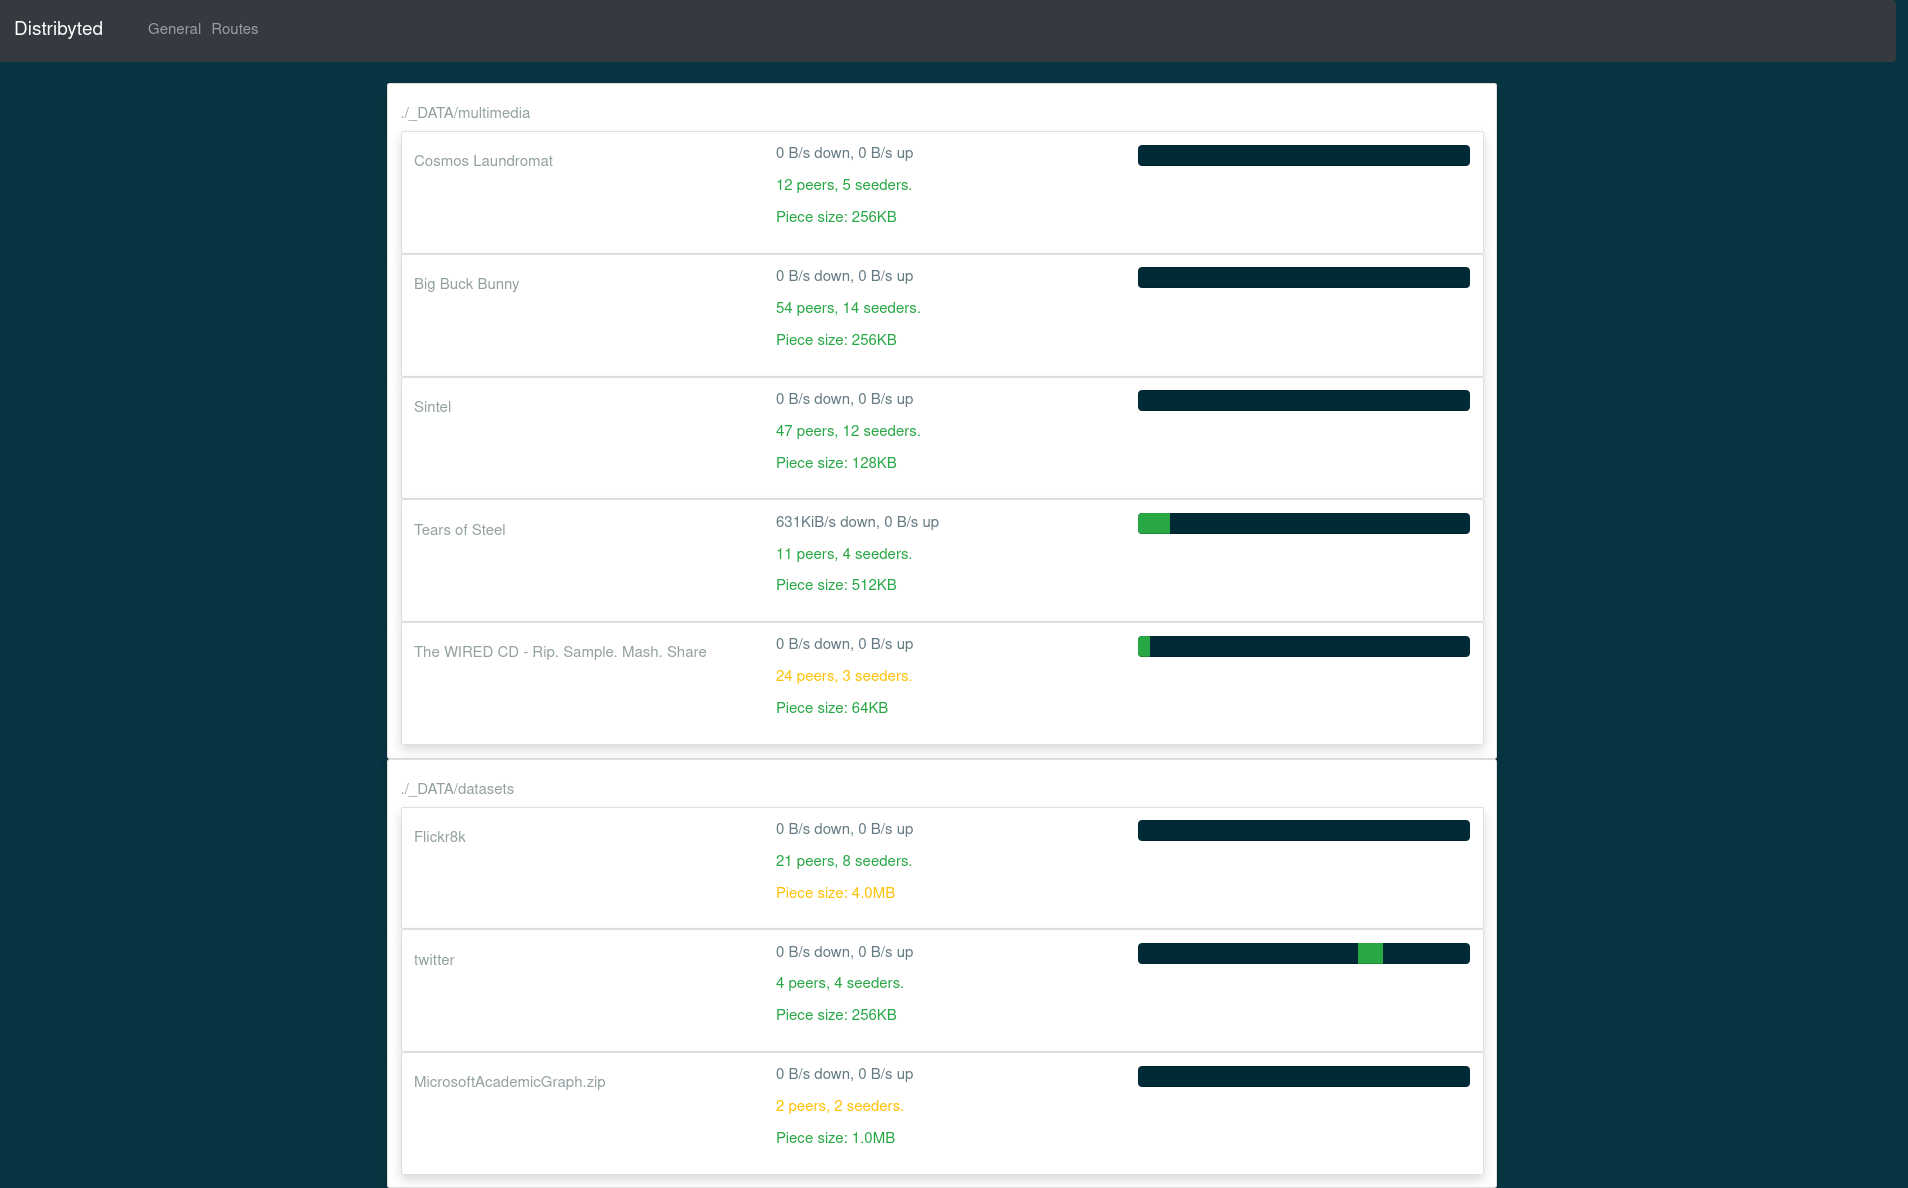 Distribyted General Routes
./_DATA/multimedia
Cosmos Laundromat
0 B/s down, 0 B/s up
12 peers, 5 seeders.
Piece size: 256KB
Big Buck Bunny
0 B/s down, 0 B/s up
54 peers, 14 seeders.
Piece size: 256KB
Sintel
0 B/s down, 0 B/s up
47 peers, 12 seeders.
Piece size: 128KB
Tears of Steel
631KiB/s down, 0 B/s up
11 peers, 4 seeders.
Piece size: 512KB
The WIRED CD - Rip. Sample. Mash. Share
0 B/s down, 0 B/s up
24 peers, 3 seeders.
Piece size: 64KB
./_DATA/datasets
Flickr8k
0 B/s down, 0 B/s up
21 peers, 8 seeders.
Piece size: 4.0MB
twitter
0 B/s down, 0 B/s up
4 peers, 4 seeders.
Piece size: 256KB
MicrosoftAcademicGraph.zip
0 B/s down, 0 B/s up
2 peers, 2 seeders.
Piece size: 1.0MB